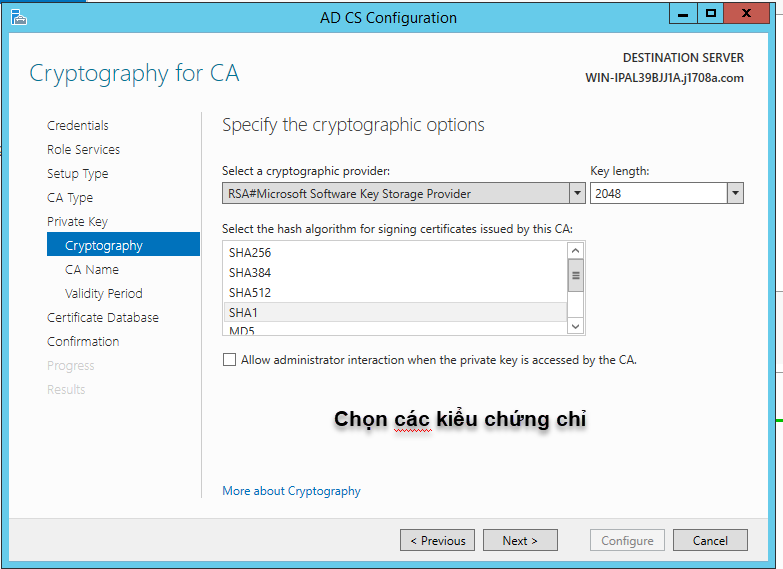 AD CS Configuration
Cryptography for CA
DESTINATION SERVER
WIN-IPAL39BJJ1A.j1708a.com
Credentials
Role Services
Setup Type
CA Type
Private Key
Cryptography
CA Name
Validity Period
Certificate Database
Confirmation
Progress
Results
Specify the cryptographic options
Select a cryptographic provider:
Key length:
RSA#Microsoft Software Key Storage Provider
2048
Select the hash algorithm for signing certificates issued by this CA:
SHA256
SHA384
SHA512
SHA1
MD5
Allow administrator interaction when the private key is accessed by the CA.
Chọn các kiểu chứng chỉ
More about Cryptography
< Previous
Next >
Configure
Cancel